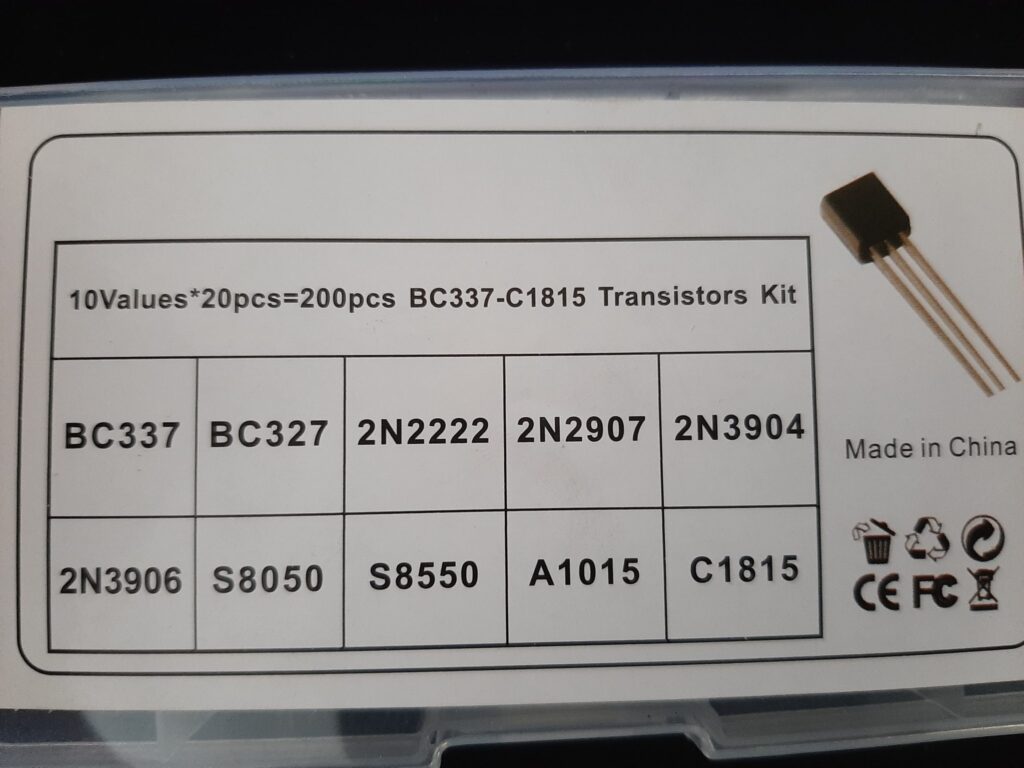 10Values*20pcs=200pcs BC337-C1815 Transistors Kit
BC337 BC327 2N2222 2N2907 2N3904
2N3906 S8050 S8550 A1015 C1815
Made in China
CE FC